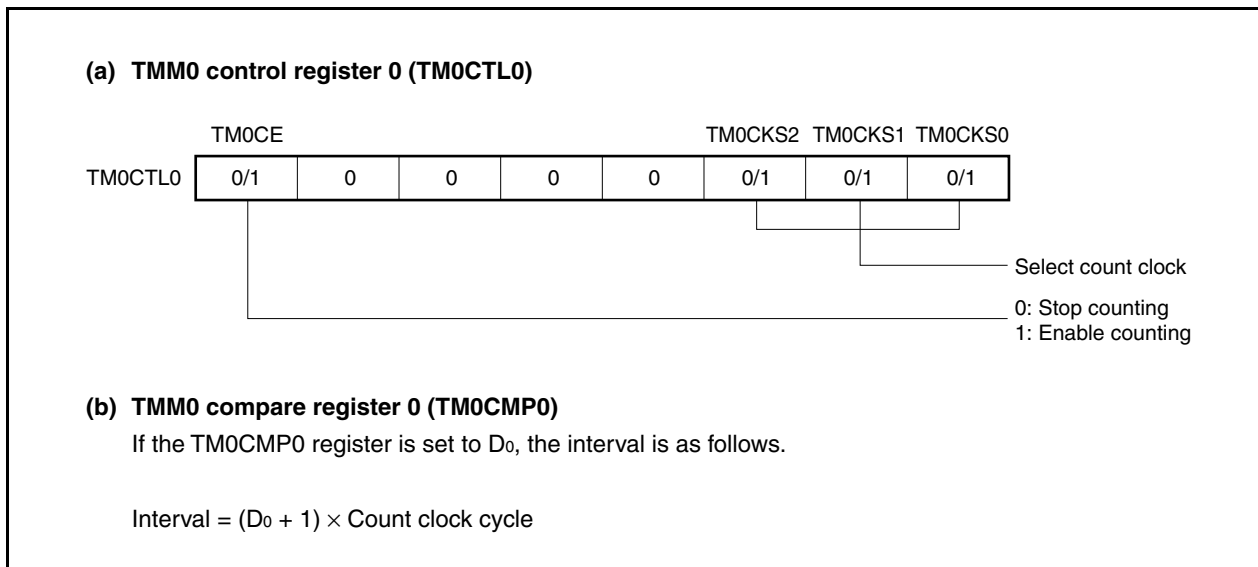 (a) TMM0 control register 0 (TM0CTL0)
TM0CE TM0CKS2 TM0CKS1 TM0CKS0
TM0CTL0 0/1 0 0 0 0 0/1 0/1 0/1
Select count clock
0: Stop counting
1: Enable counting
(b) TMM0 compare register 0 (TM0CMP0)
If the TM0CMP0 register is set to D0, the interval is as follows.
Interval = (D0 + 1) × Count clock cycle